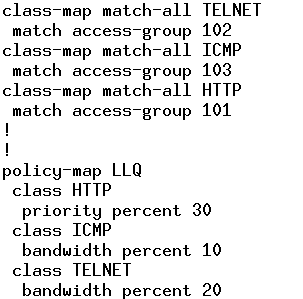 class-map match-all TELNET
 match access-group 102
class-map match-all ICMP
 match access-group 103
class-map match-all HTTP
 match access-group 101
!
!
policy-map LLQ
 class HTTP
  priority percent 30
 class ICMP
  bandwidth percent 10
 class TELNET
  bandwidth percent 20